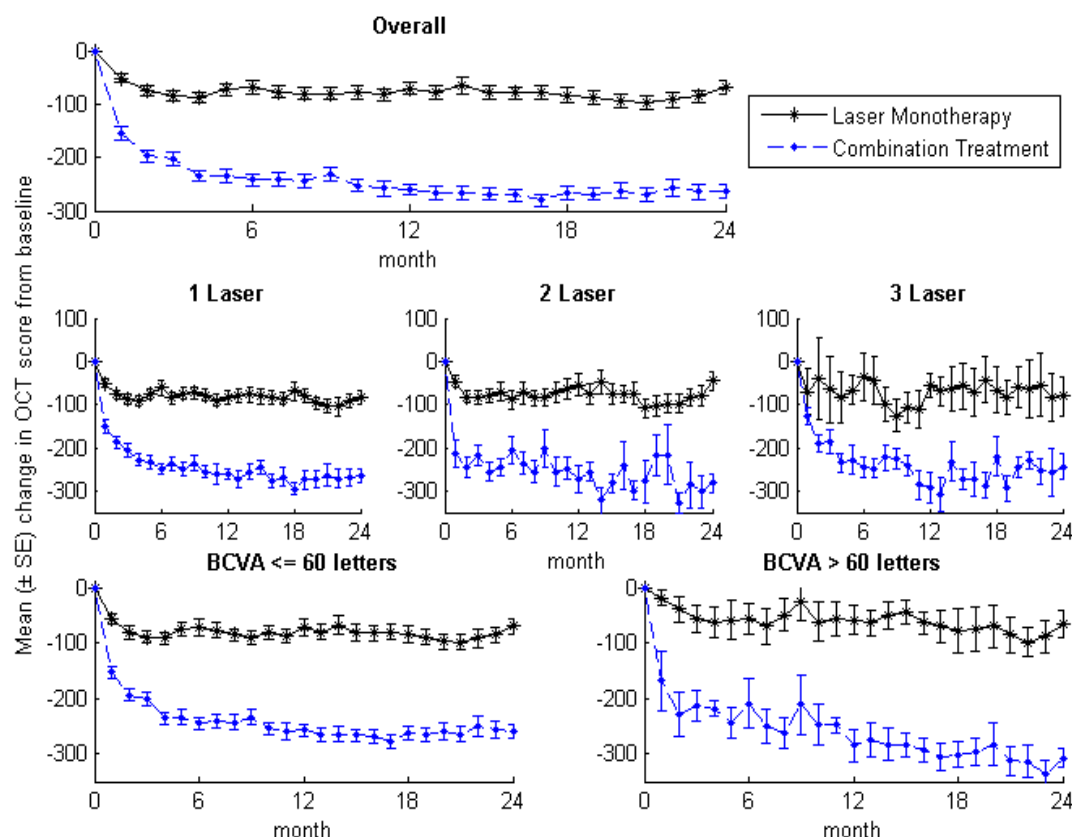 Overall
0
-100
-200
-300
0 6 12 18 24
month
Laser Monotherapy
Combination Treatment
Mean (± SE) change in OCT score from baseline
1 Laser
100
0
-100
-200
-300
0 6 12 18 24
2 Laser
100
0
-100
-200
-300
0 6 12 18 24
month
3 Laser
100
0
-100
-200
-300
0 6 12 18 24
BCVA <= 60 letters
0
-100
-200
-300
0 6 12 18 24
month
BCVA > 60 letters
0
-100
-200
-300
0 6 12 18 24
month